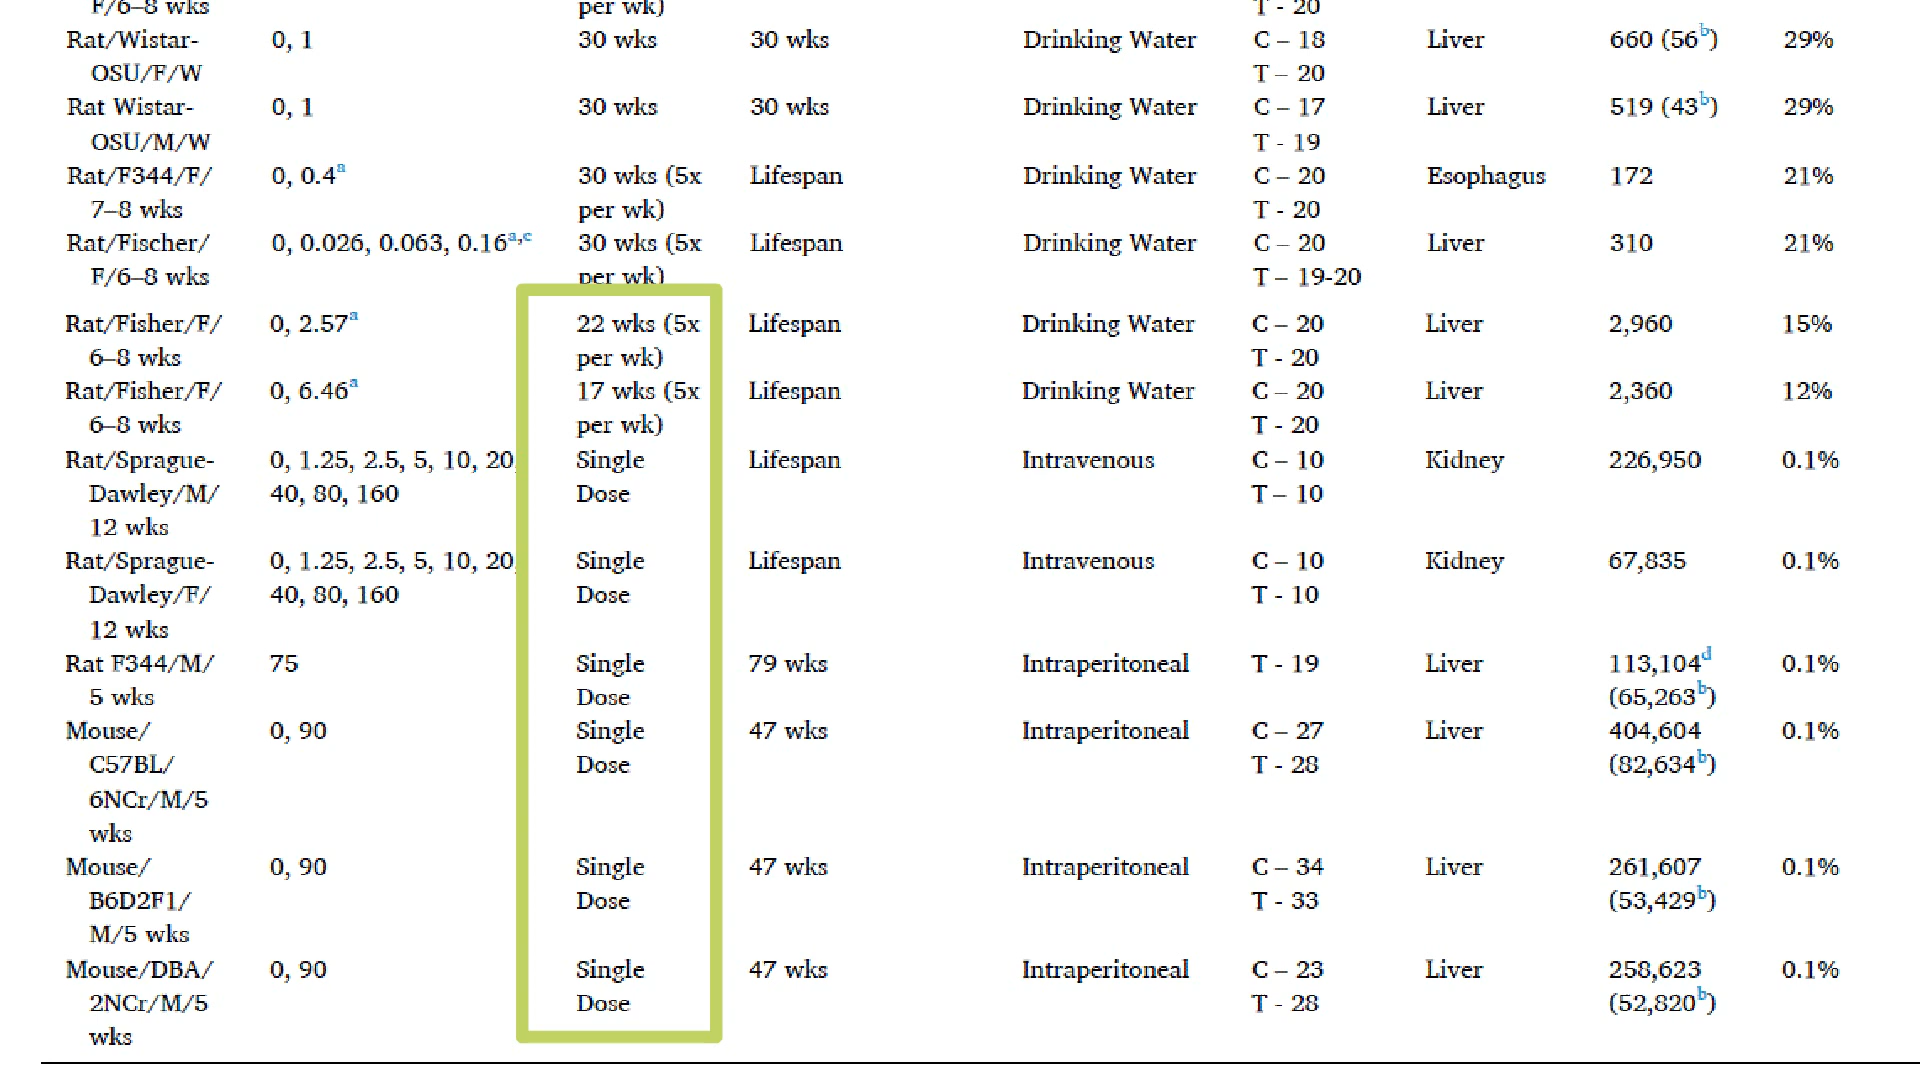 F/6–8 wks per wk) T - 20
Rat/Wistar- 0, 1 30 wks 30 wks Drinking Water C – 18 Liver 660 (56b) 29%
OSU/F/W T – 20
Rat Wistar- 0, 1 30 wks 30 wks Drinking Water C – 17 Liver 519 (43b) 29%
OSU/M/W T - 19
Rat/F344/F/ 0, 0.4a 30 wks (5x Lifespan Drinking Water C – 20 Esophagus 172 21%
7–8 wks per wk) T - 20
Rat/Fischer/ 0, 0.026, 0.063, 0.16a,c 30 wks (5x Lifespan Drinking Water C – 20 Liver 310 21%
F/6–8 wks per wk) T – 19-20
Rat/Fisher/F/ 0, 2.57a 22 wks (5x Lifespan Drinking Water C – 20 Liver 2,960 15%
6–8 wks per wk) T - 20
Rat/Fisher/F/ 0, 6.46a 17 wks (5x Lifespan Drinking Water C – 20 Liver 2,360 12%
6–8 wks per wk) T - 20
Rat/Sprague- 0, 1.25, 2.5, 5, 10, 20, Single Lifespan Intravenous C – 10 Kidney 226,950 0.1%
Dawley/M/ 40, 80, 160 Dose T – 10
12 wks
Rat/Sprague- 0, 1.25, 2.5, 5, 10, 20, Single Lifespan Intravenous C – 10 Kidney 67,835 0.1%
Dawley/F/ 40, 80, 160 Dose T - 10
12 wks
Rat F344/M/ 75 Single 79 wks Intraperitoneal T - 19 Liver 113,104d 0.1%
5 wks Dose (65,263b)
Mouse/ 0, 90 Single 47 wks Intraperitoneal C – 27 Liver 404,604 0.1%
C57BL/ Dose T - 28 (82,634b)
6NCr/M/5
wks
Mouse/ 0, 90 Single 47 wks Intraperitoneal C – 34 Liver 261,607 0.1%
B6D2F1/ Dose T - 33 (53,429b)
M/5 wks
Mouse/DBA/ 0, 90 Single 47 wks Intraperitoneal C – 23 Liver 258,623 0.1%
2NCr/M/5 Dose T - 28 (52,820b)
wks